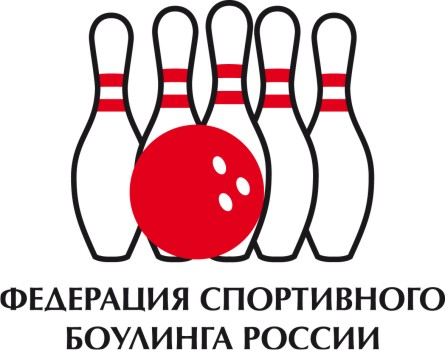 ФЕДЕРАЦИЯ СПОРТИВНОГО
БОУЛИНГА РОССИИ